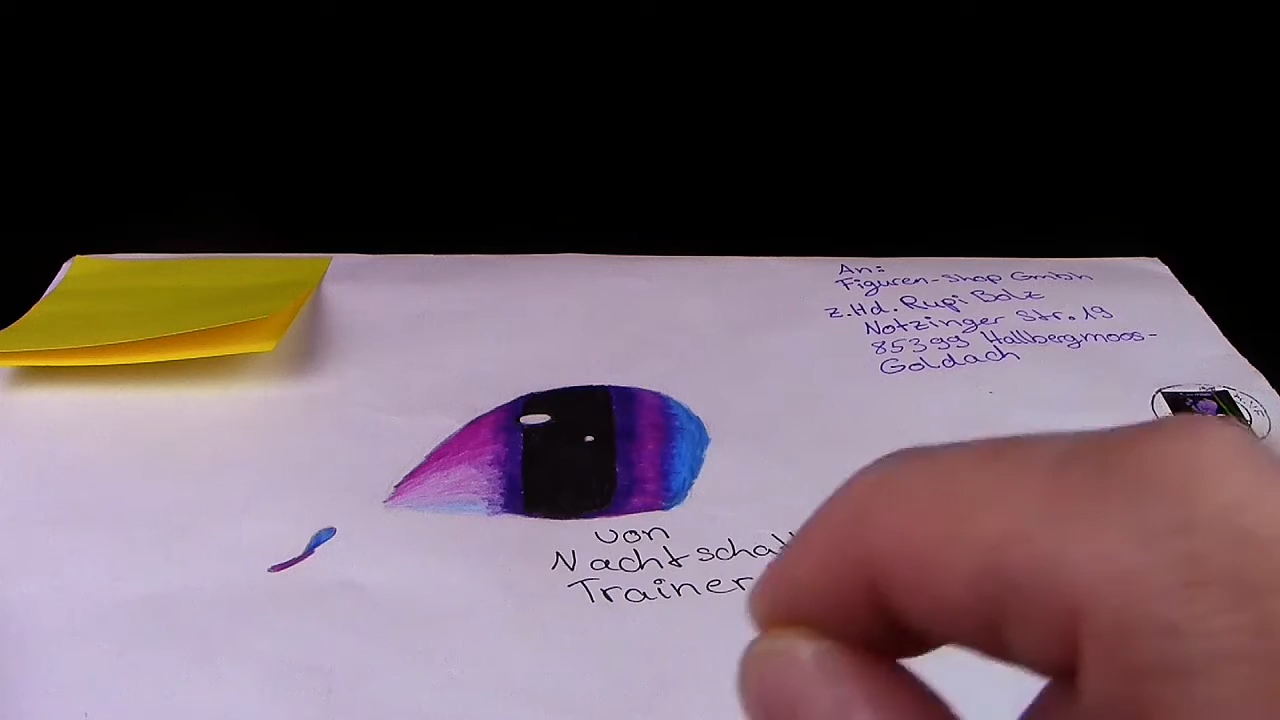 An:
Figuren-Shop Gmbh
z.Hd. Rupi Bolz
Notzinger Str. 19
85399 Hallbergmoos-
Goldach
von
Trainer